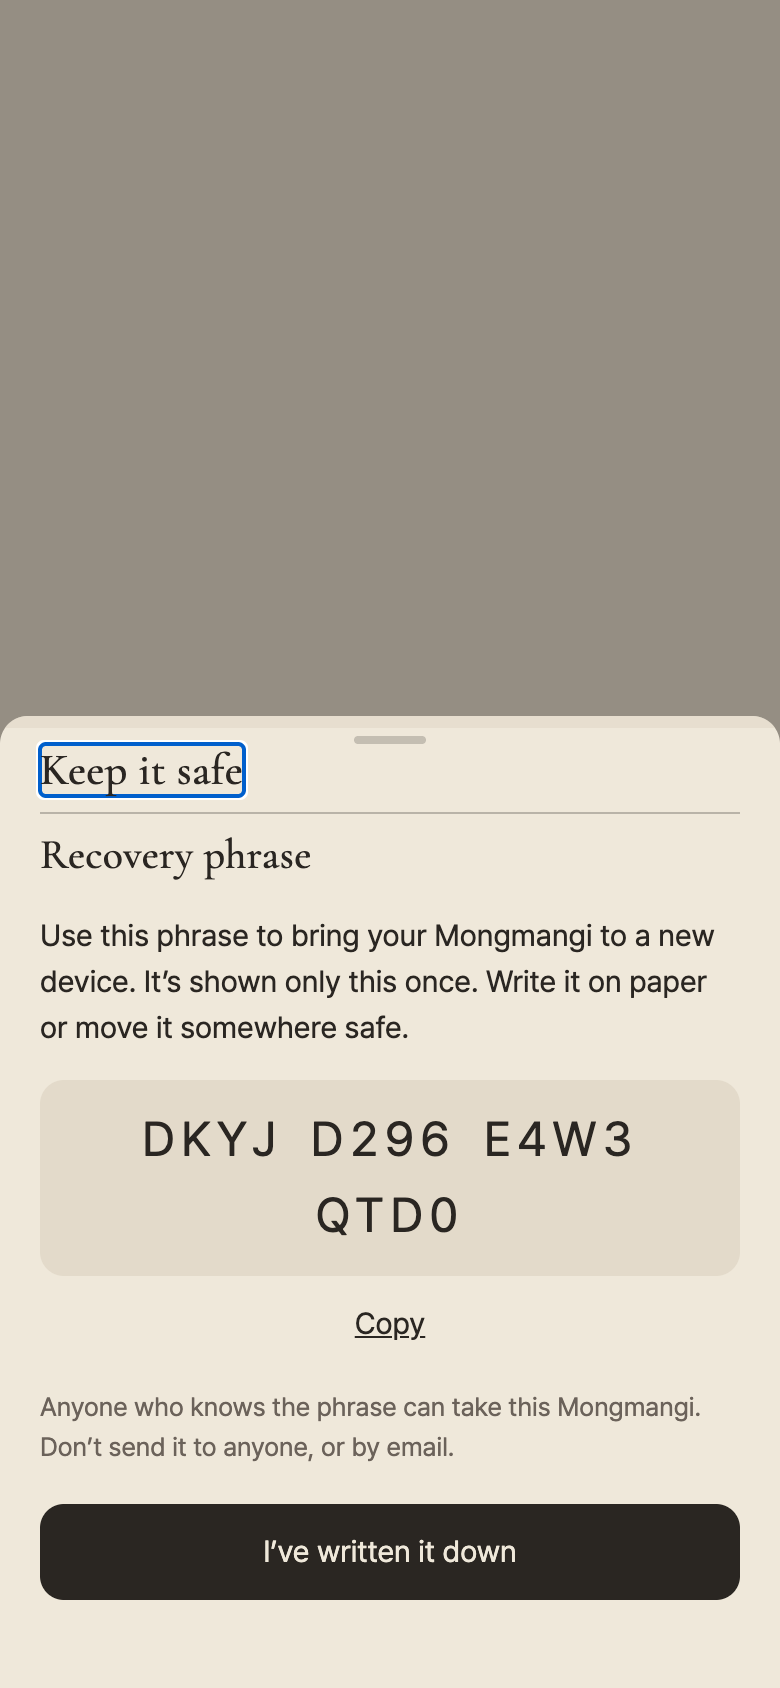 Keep it safe
Recovery phrase
Use this phrase to bring your Mongmangi to a new
device. It’s shown only this once. Write it on paper
or move it somewhere safe.
DKYJ D296 E4W3
QTD0
Copy
Anyone who knows the phrase can take this Mongmangi.
Don’t send it to anyone, or by email.
I’ve written it down